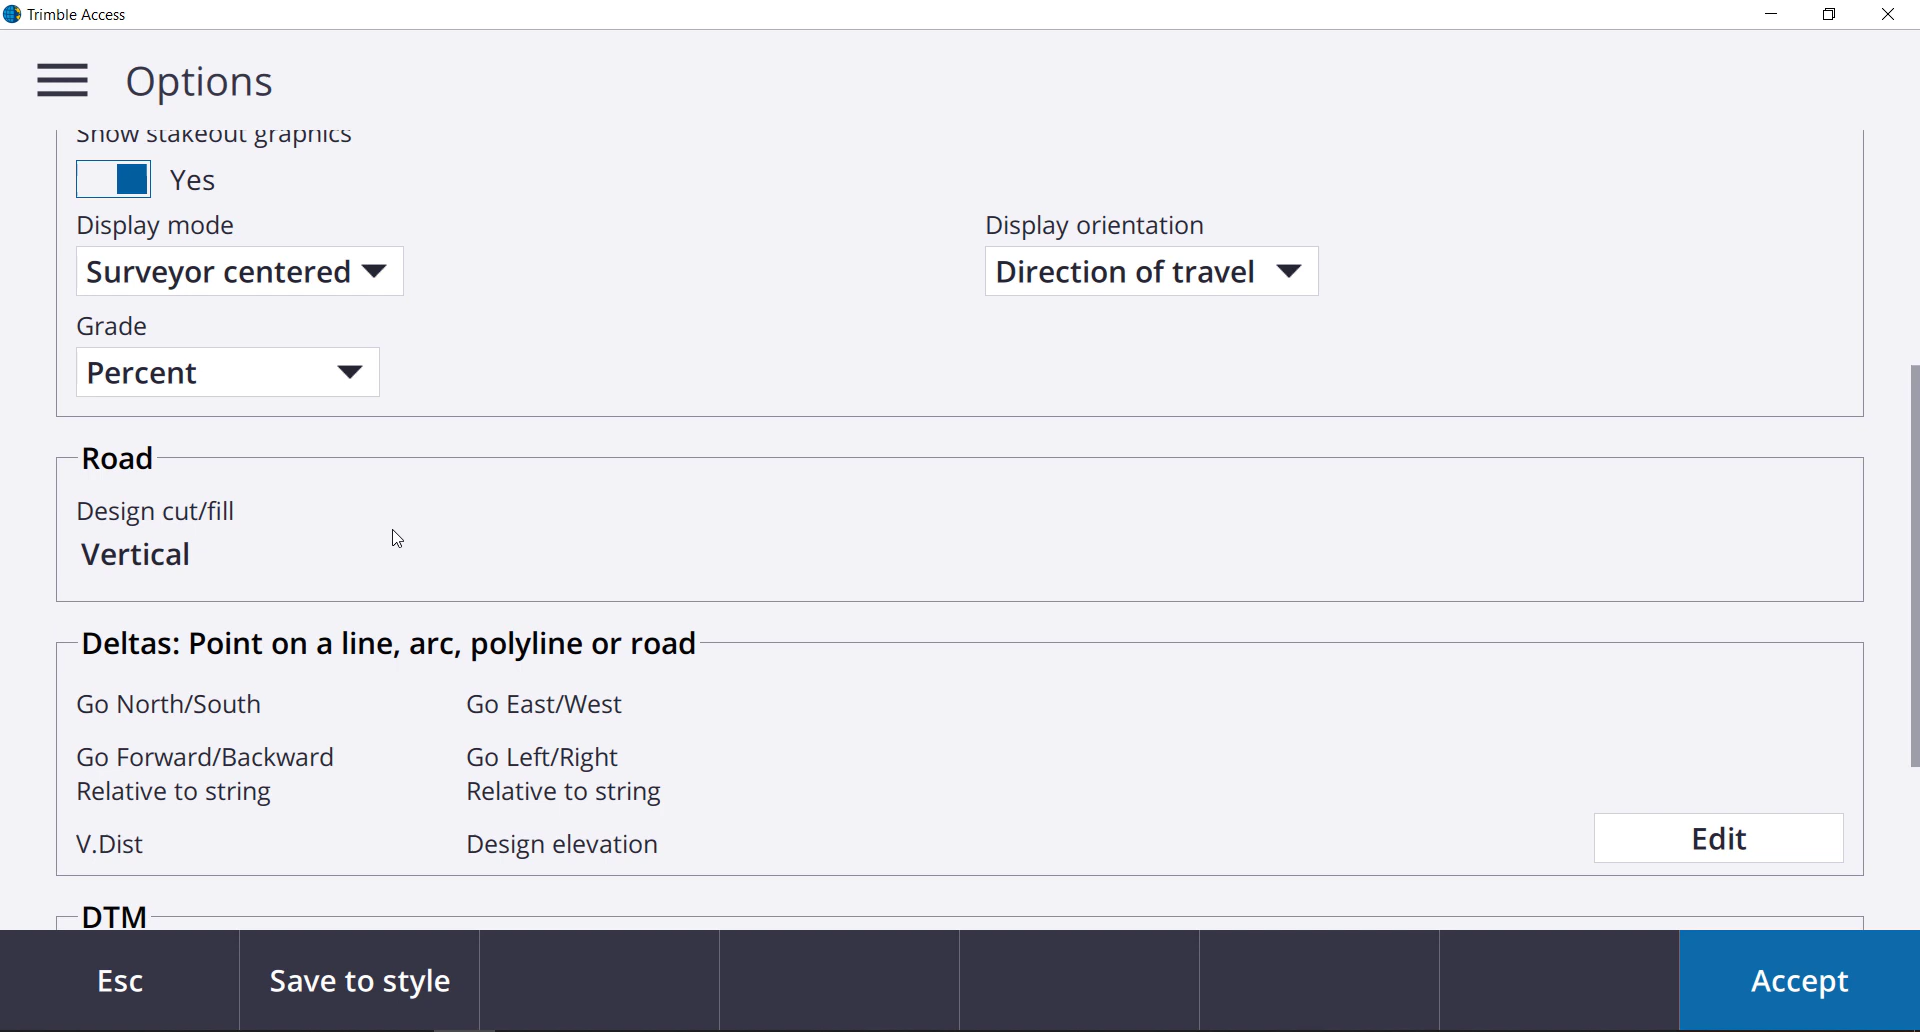 Trimble Access
Options
Show stakeout graphics
Yes
Display mode
Display orientation
Surveyor centered
Direction of travel
Grade
Percent
Road
Design cut/fill
Vertical
Deltas: Point on a line, arc, polyline or road
Go North/South
Go East/West
Go Forward/Backward
Relative to string
Go Left/Right
Relative to string
V.Dist
Design elevation
Edit
DTM
Esc
Save to style
Accept